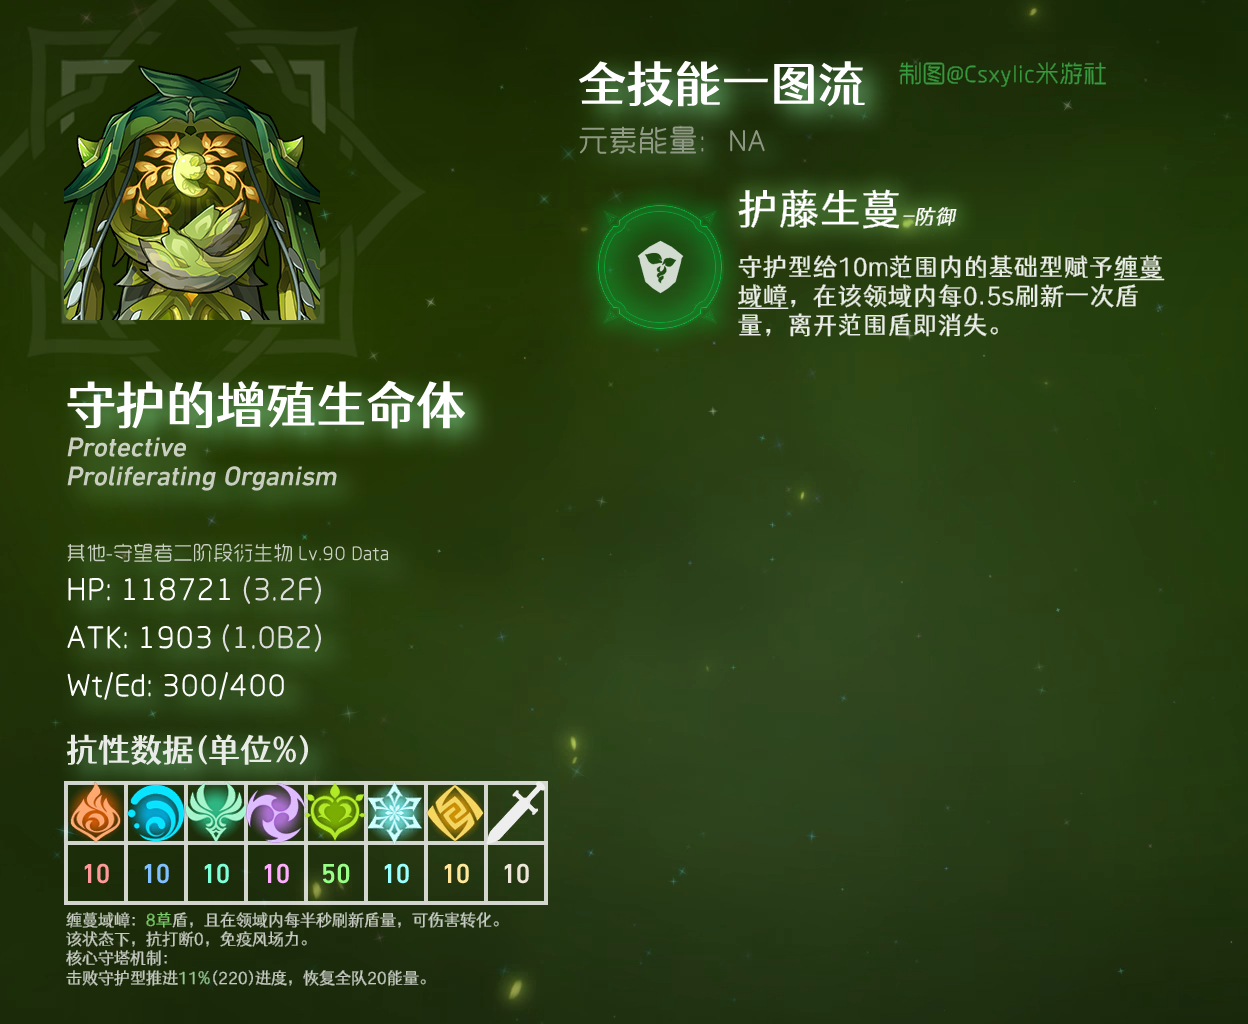 全技能一图流
制图@Csxylic米游社
元素能量： NA
护藤生蔓-防御
守护型给10m范围内的基础型赋予缠蔓
域嶂，在该领域内每0.5s刷新一次盾
量，离开范围盾即消失。
守护的增殖生命体
Protective
Proliferating Organism
其他-守望者二阶段衍生物 Lv.90 Data
HP: 118721 (3.2F)
ATK: 1903 (1.0B2)
Wt/Ed: 300/400
抗性数据(单位%)
10 10 10 10 50 10 10 10
缠蔓域嶂：8草盾，且在领域内每半秒刷新盾量，可伤害转化。
该状态下，抗打断0，免疫风场力。
核心守塔机制：
击败守护型推进11%(220)进度，恢复全队20能量。